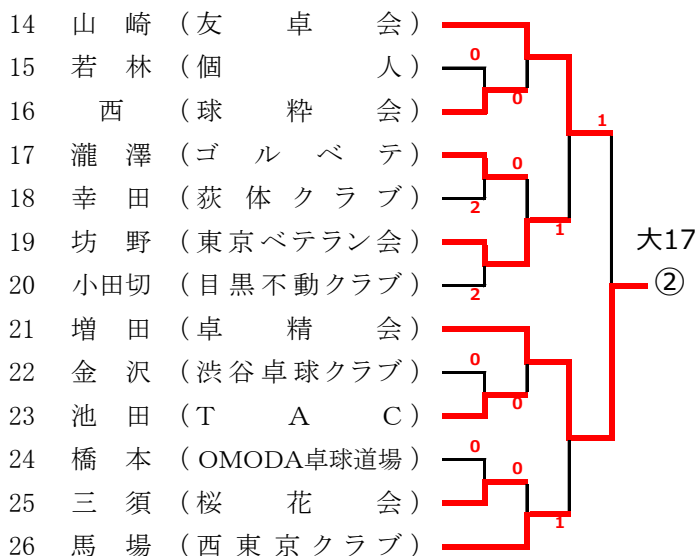 14 山崎 (友卓会)
0
15 若林 (個人)
0
16 西 (球粋会)
1
17 瀧澤 (ゴルベテ)
0
18 幸田 (荻体クラブ)
2
19 坊野 (東京ベテラン会)
1
大17
20 小田切 (目黒不動クラブ)
2
②
21 増田 (卓精会)
22 金沢 (渋谷卓球クラブ)
0
23 池田 (TAC)
0
24 橋本 (OMODA卓球道場)
0
25 三須 (桜花会)
0
26 馬場 (西東京クラブ)
1